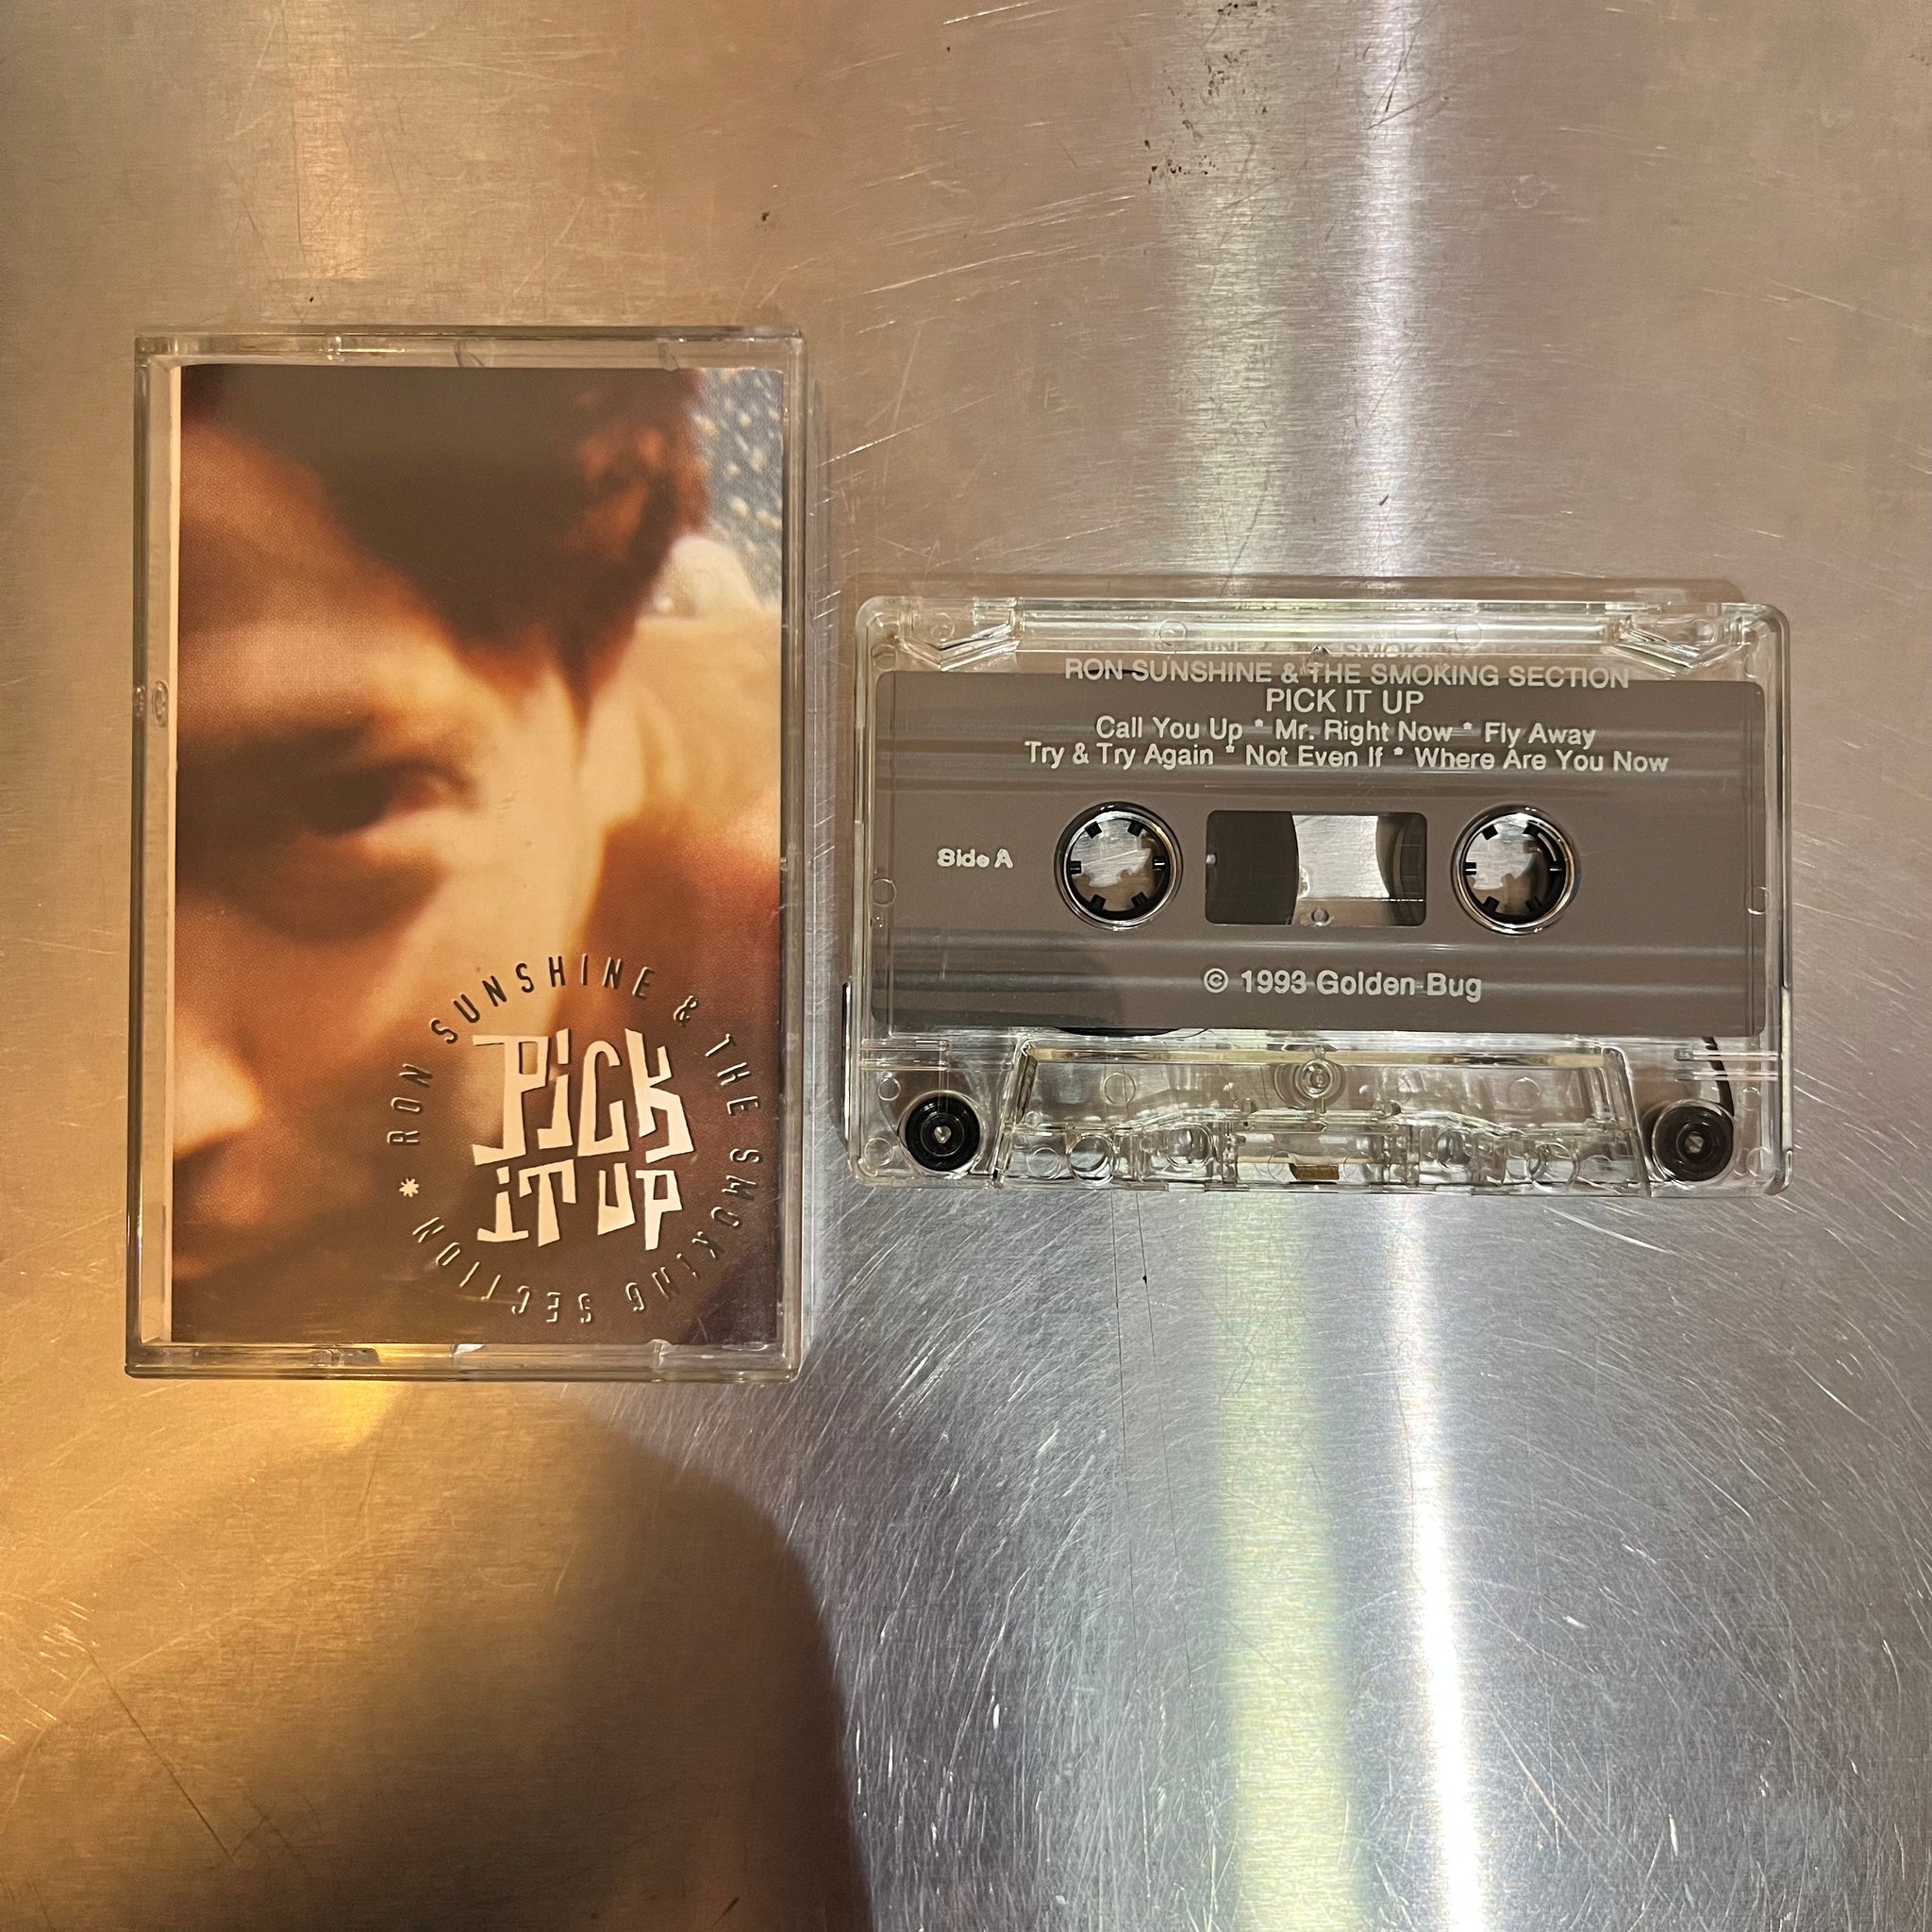 RON SUNSHINE & THE SMOKING SECTION *
PiCK
iT UP
RON SUNSHINE & THE SMOKING SECTION
PICK IT UP
Call You Up * Mr. Right Now * Fly Away
Try & Try Again * Not Even If * Where Are You Now
Side A
© 1993 Golden Bug